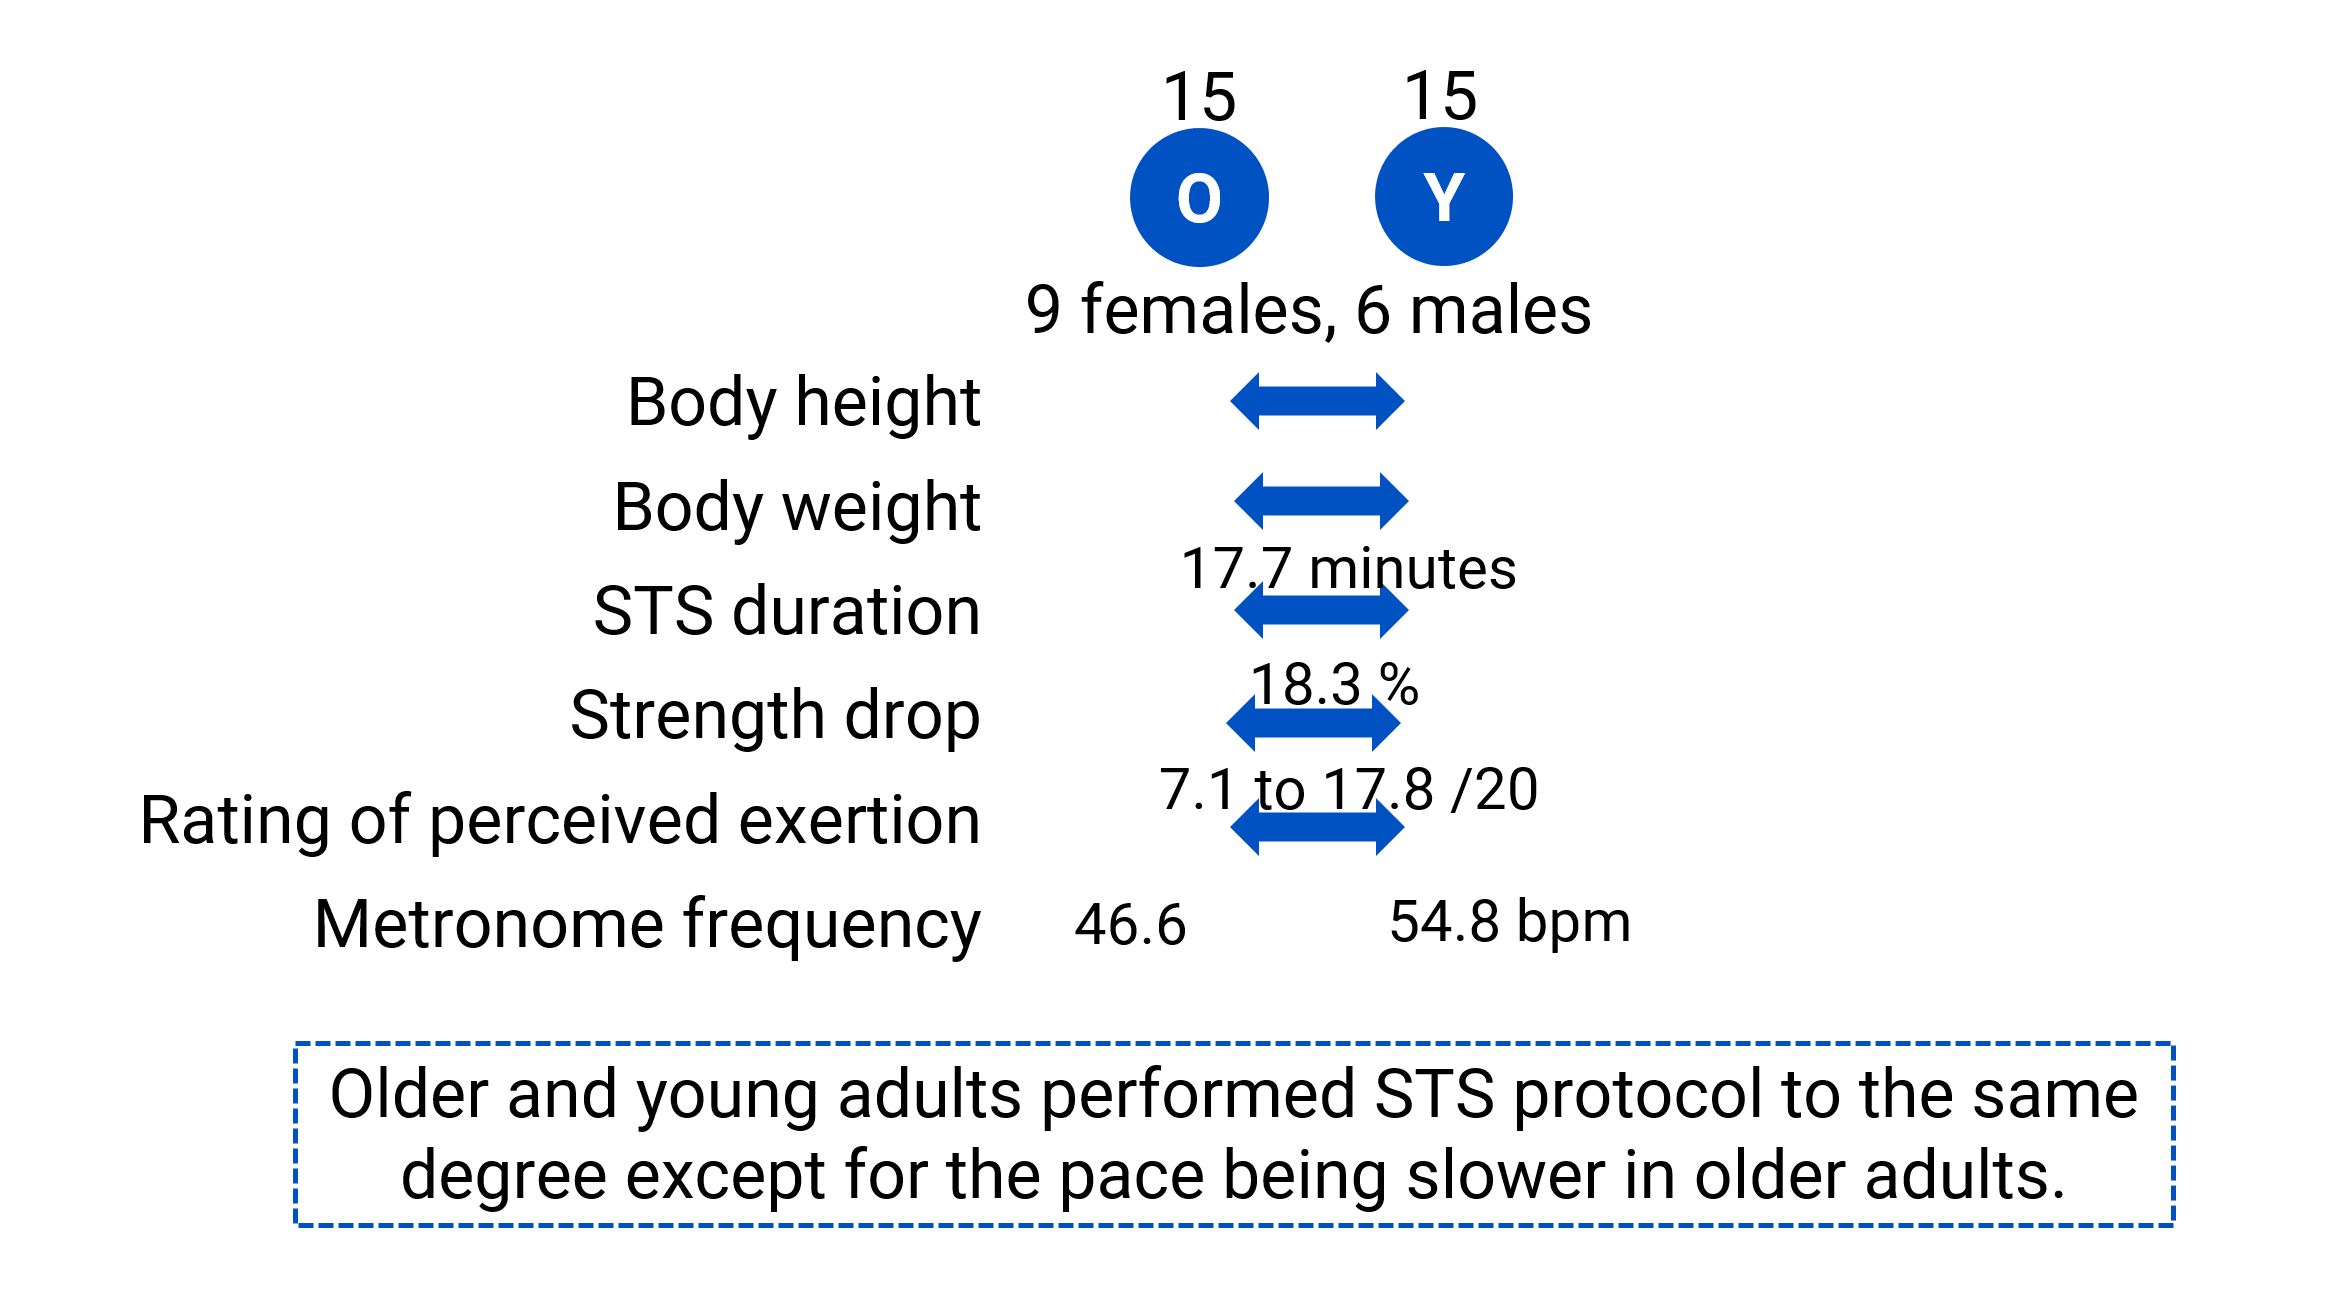 15 15
O Y
9 females, 6 males
Body height
Body weight
17.7 minutes
STS duration
18.3 %
Strength drop
7.1 to 17.8 /20
Rating of perceived exertion
Metronome frequency 46.6 54.8 bpm
Older and young adults performed STS protocol to the same
degree except for the pace being slower in older adults.